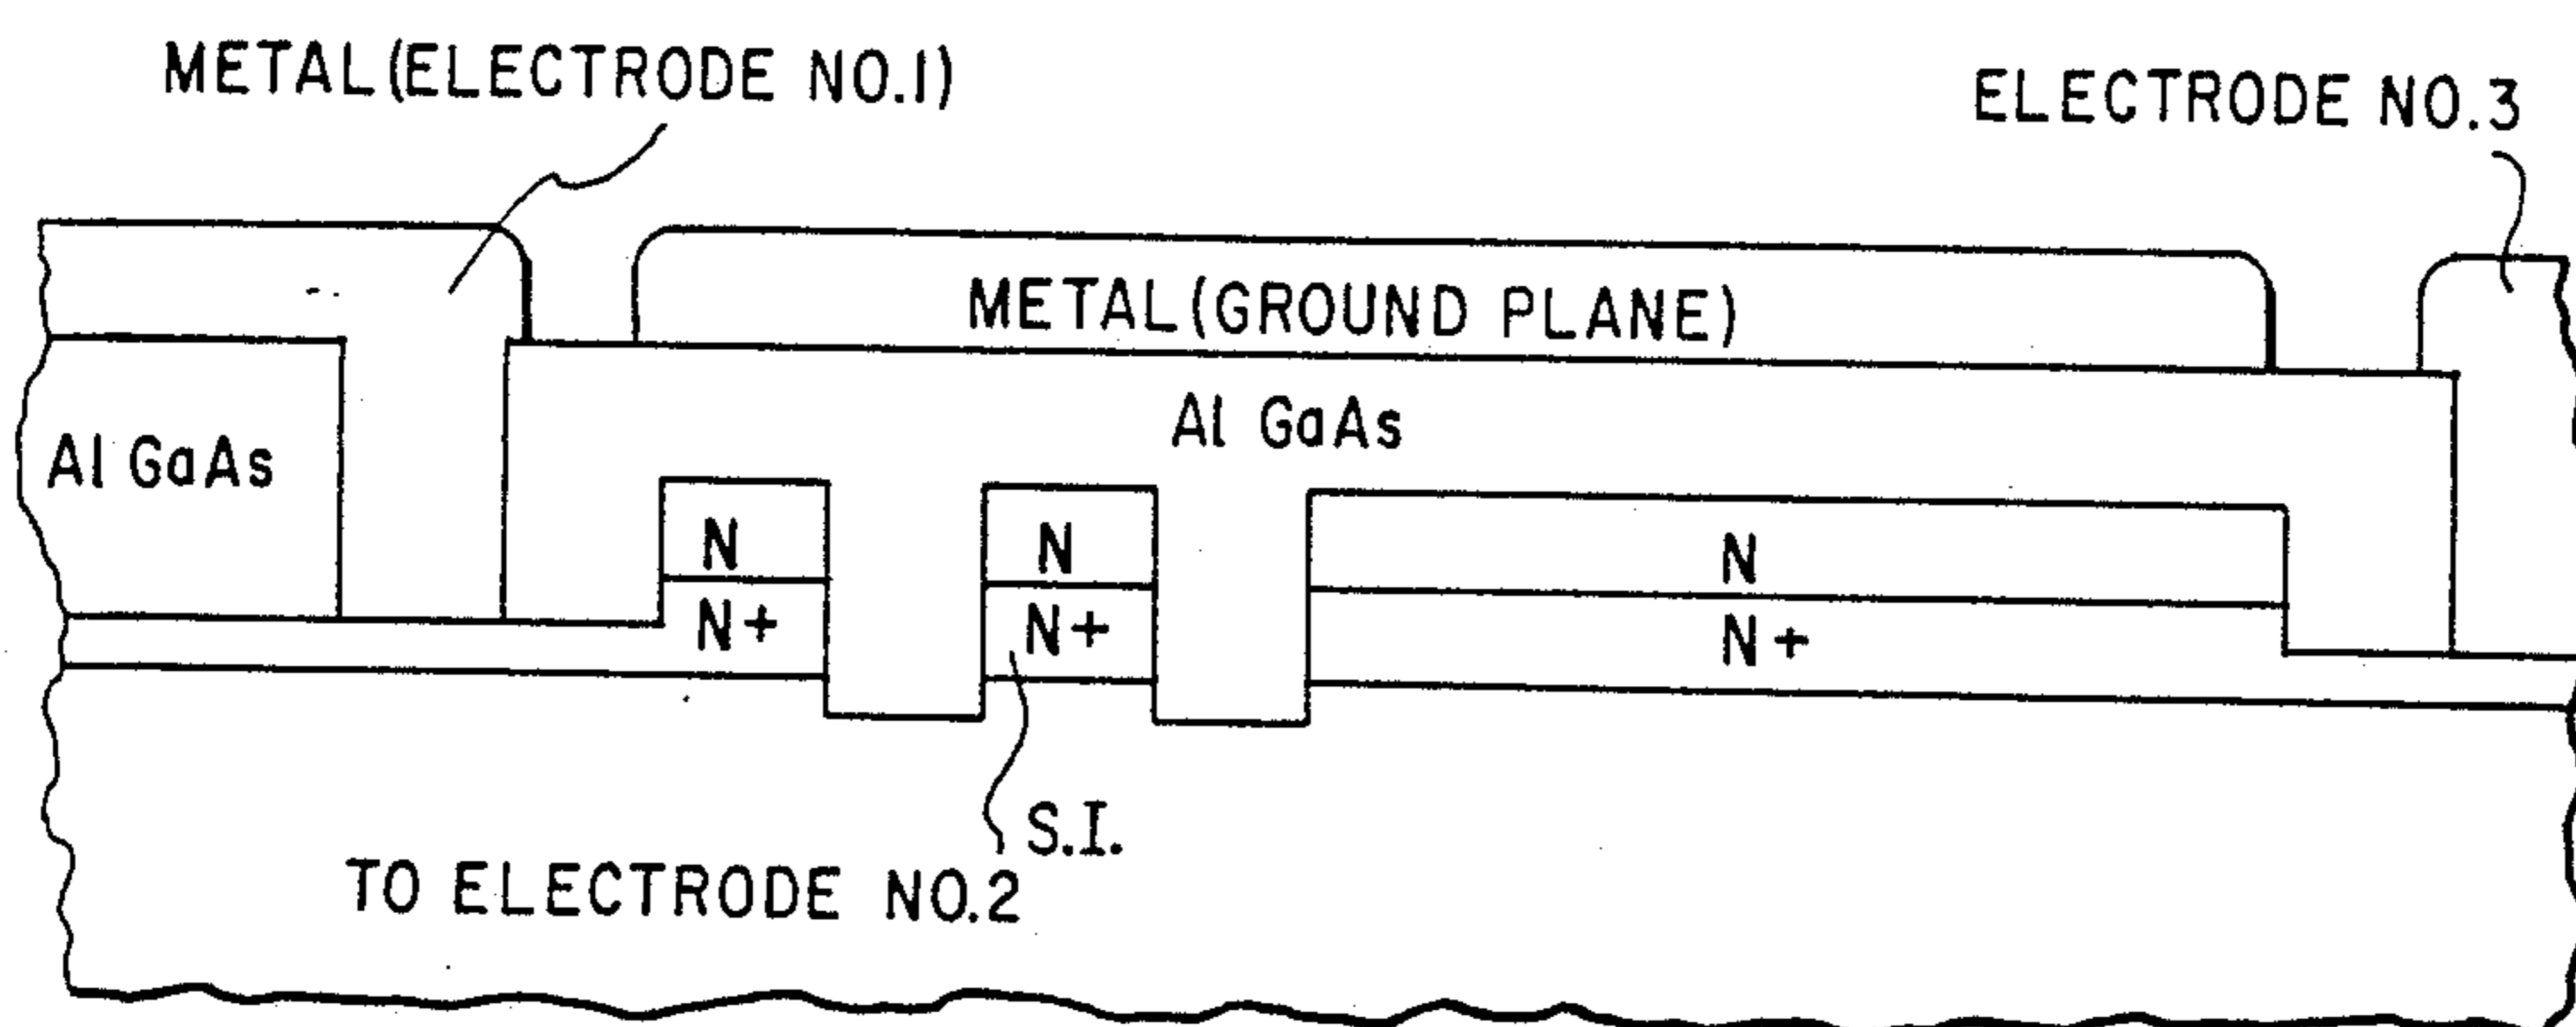 METAL(ELECTRODE NO.1)
ELECTRODE NO.3
METAL(GROUND PLANE)
Al GaAs
Al GaAs
N
N
N
N+
N+
N+
S.I.
TO ELECTRODE NO.2